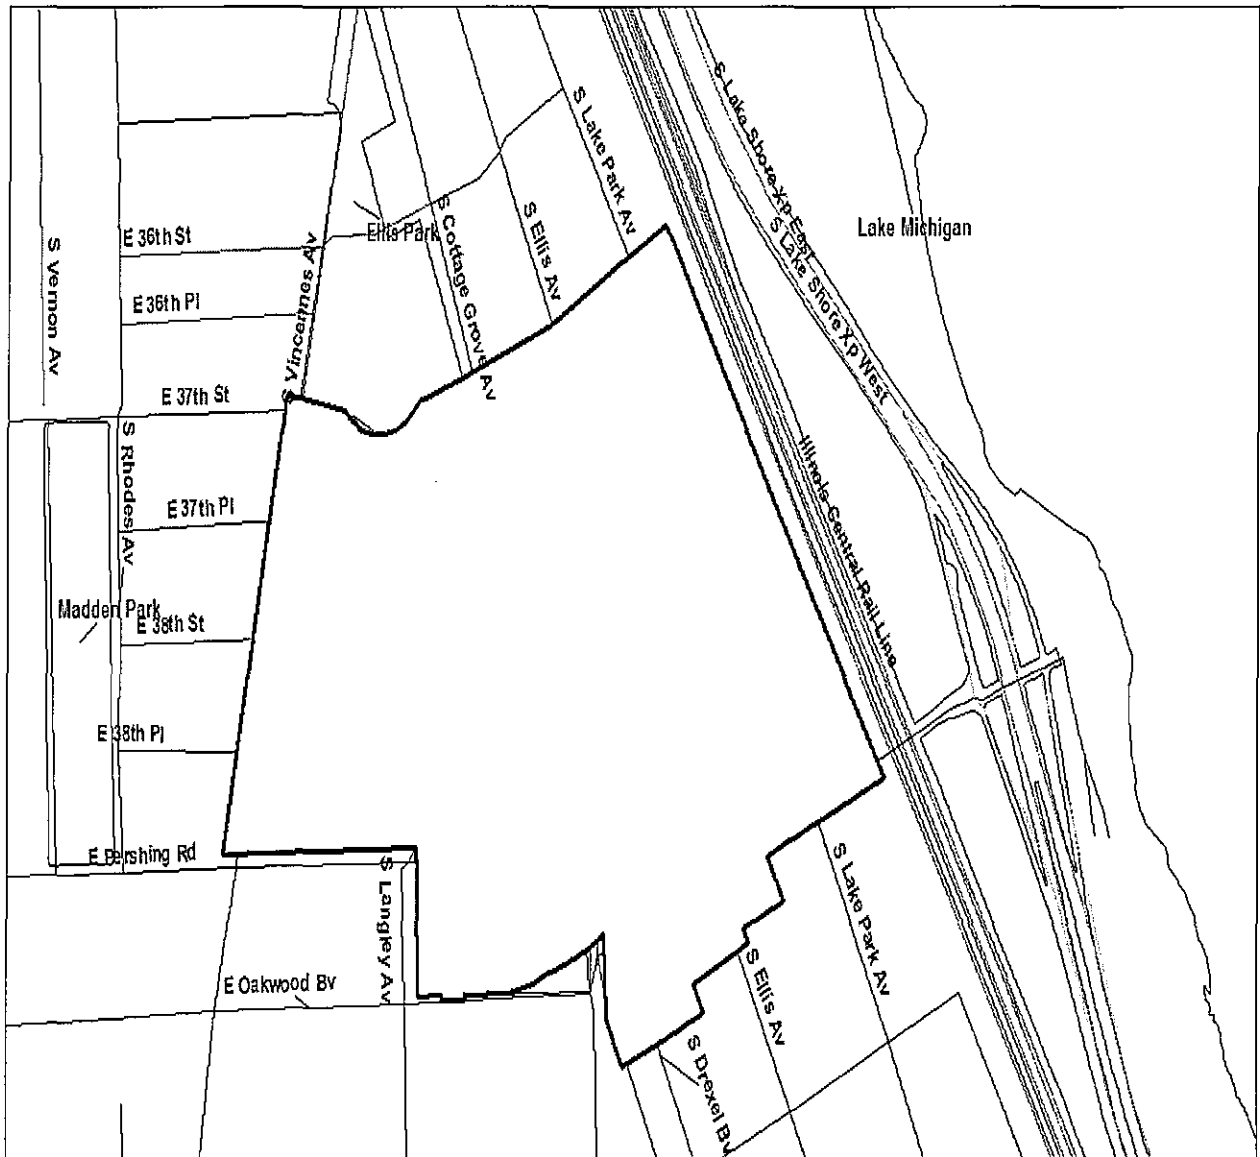 S Lake Shore Xp East
S Lake Park Av
S Lake Shore Xp West
Lake Michigan
Ellis Park
S Cottage Grove Av
S Ellis Av
E 36th St
S Vernon Av
E 36th Pl
S Vincennes Av
E 37th St
S Rhodes Av
E 37th Pl
Illinois Central Rail Line
Madden Park
E 38th St
E 38th Pl
E Pershing Rd
S Langley Av
S Lake Park Av
E Oakwood Bv
S Ellis Av
S Drexel Bv